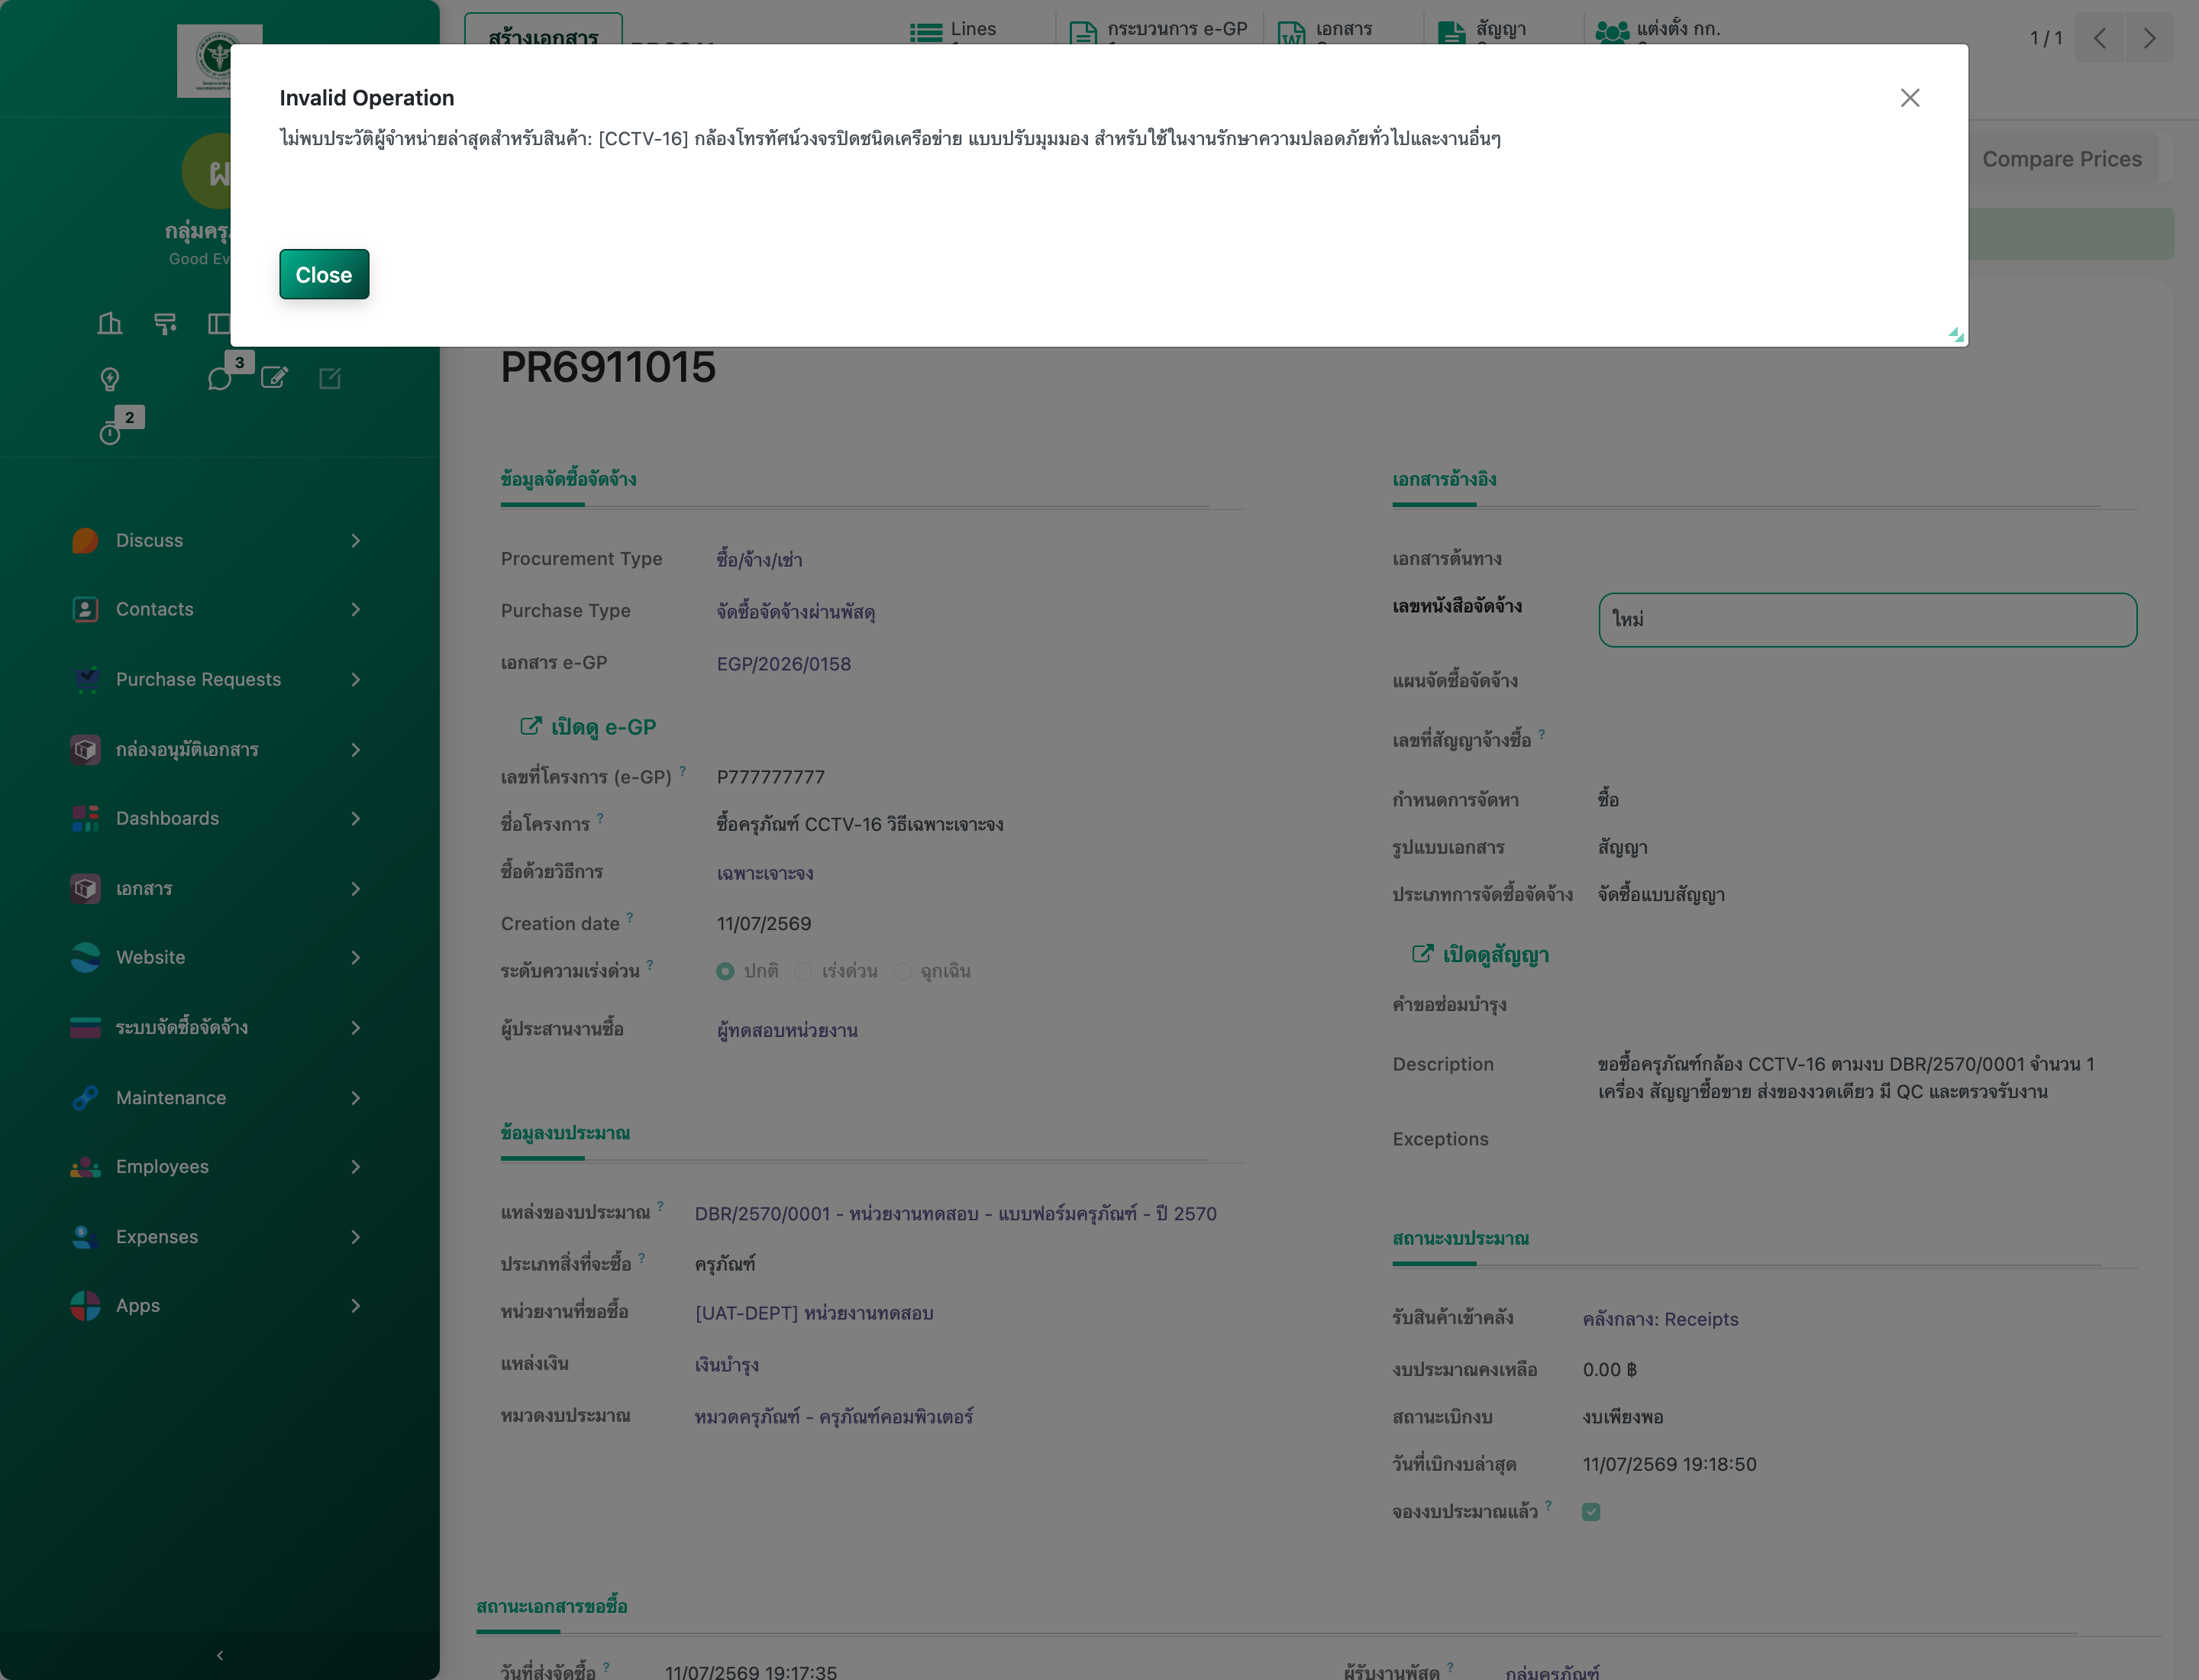 สร้างเอกสาร
Lines
กระบวนการ e-GP
เอกสาร
สัญญา
แต่งตั้ง กก.
1 / 1
Invalid Operation
ไม่พบประวัติผู้จำหน่ายล่าสุดสำหรับสินค้า: [CCTV-16] กล้องโทรทัศน์วงจรปิดชนิดเครือข่าย แบบปรับมุมมอง สำหรับใช้ในงานรักษาความปลอดภัยทั่วไปและงานอื่นๆ
Close
Compare Prices
ผ
กลุ่มครุ
Good Ev
3
2
Discuss
Contacts
Purchase Requests
กล่องอนุมัติเอกสาร
Dashboards
เอกสาร
Website
ระบบจัดซื้อจัดจ้าง
Maintenance
Employees
Expenses
Apps
PR6911015
ข้อมูลจัดซื้อจัดจ้าง
Procurement Type ซื้อ/จ้าง/เช่า
Purchase Type จัดซื้อจัดจ้างผ่านพัสดุ
เอกสาร e-GP EGP/2026/0158
เปิดดู e-GP
เลขที่โครงการ (e-GP) ? P777777777
ชื่อโครงการ ? ซื้อครุภัณฑ์ CCTV-16 วิธีเฉพาะเจาะจง
ซื้อด้วยวิธีการ เฉพาะเจาะจง
Creation date ? 11/07/2569
ระดับความเร่งด่วน ? ปกติ เร่งด่วน ฉุกเฉิน
ผู้ประสานงานซื้อ ผู้ทดสอบหน่วยงาน
เอกสารอ้างอิง
เอกสารต้นทาง
เลขหนังสือจัดจ้าง ใหม่
แผนจัดซื้อจัดจ้าง
เลขที่สัญญาจ้างซื้อ ?
กำหนดการจัดหา ซื้อ
รูปแบบเอกสาร สัญญา
ประเภทการจัดซื้อจัดจ้าง จัดซื้อแบบสัญญา
เปิดดูสัญญา
คำขอซ่อมบำรุง
Description ขอซื้อครุภัณฑ์กล้อง CCTV-16 ตามงบ DBR/2570/0001 จำนวน 1
เครื่อง สัญญาซื้อขาย ส่งของงวดเดียว มี QC และตรวจรับงาน
Exceptions
ข้อมูลงบประมาณ
แหล่งของบประมาณ ? DBR/2570/0001 - หน่วยงานทดสอบ - แบบฟอร์มครุภัณฑ์ - ปี 2570
ประเภทสิ่งที่จะซื้อ ? ครุภัณฑ์
หน่วยงานที่ขอซื้อ [UAT-DEPT] หน่วยงานทดสอบ
แหล่งเงิน เงินบำรุง
หมวดงบประมาณ หมวดครุภัณฑ์ - ครุภัณฑ์คอมพิวเตอร์
สถานะงบประมาณ
รับสินค้าเข้าคลัง คลังกลาง: Receipts
งบประมาณคงเหลือ 0.00 ฿
สถานะเบิกงบ งบเพียงพอ
วันที่เบิกงบล่าสุด 11/07/2569 19:18:50
จองงบประมาณแล้ว ?
สถานะเอกสารขอซื้อ
วันที่ส่งจัดซื้อ ? 11/07/2569 19:17:35
ผู้รับงานพัสดุ ? กลุ่มครุภัณฑ์